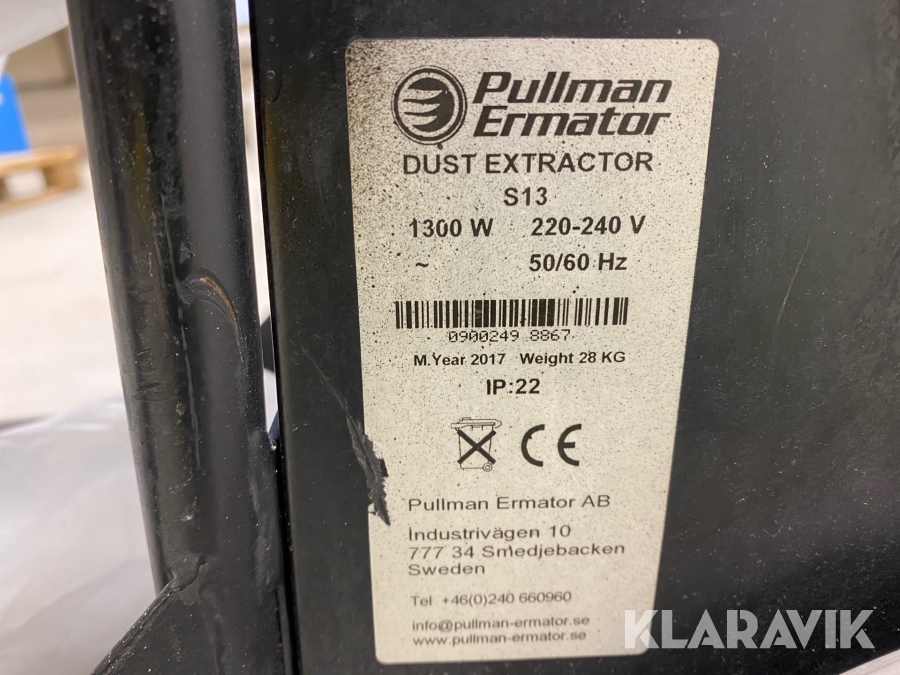 Pullman
Ermator
DUST EXTRACTOR
S13
1300 W 220-240 V
~ 50/60 Hz
0900249 8867
M.Year 2017 Weight 28 KG
IP:22
CE
Pullman Ermator AB
Industrivägen 10
777 34 Smedjebacken
Sweden
Tel +46(0)240 660960
info@pullman-ermator.se
www.pullman-ermator.se
KLARAVIK